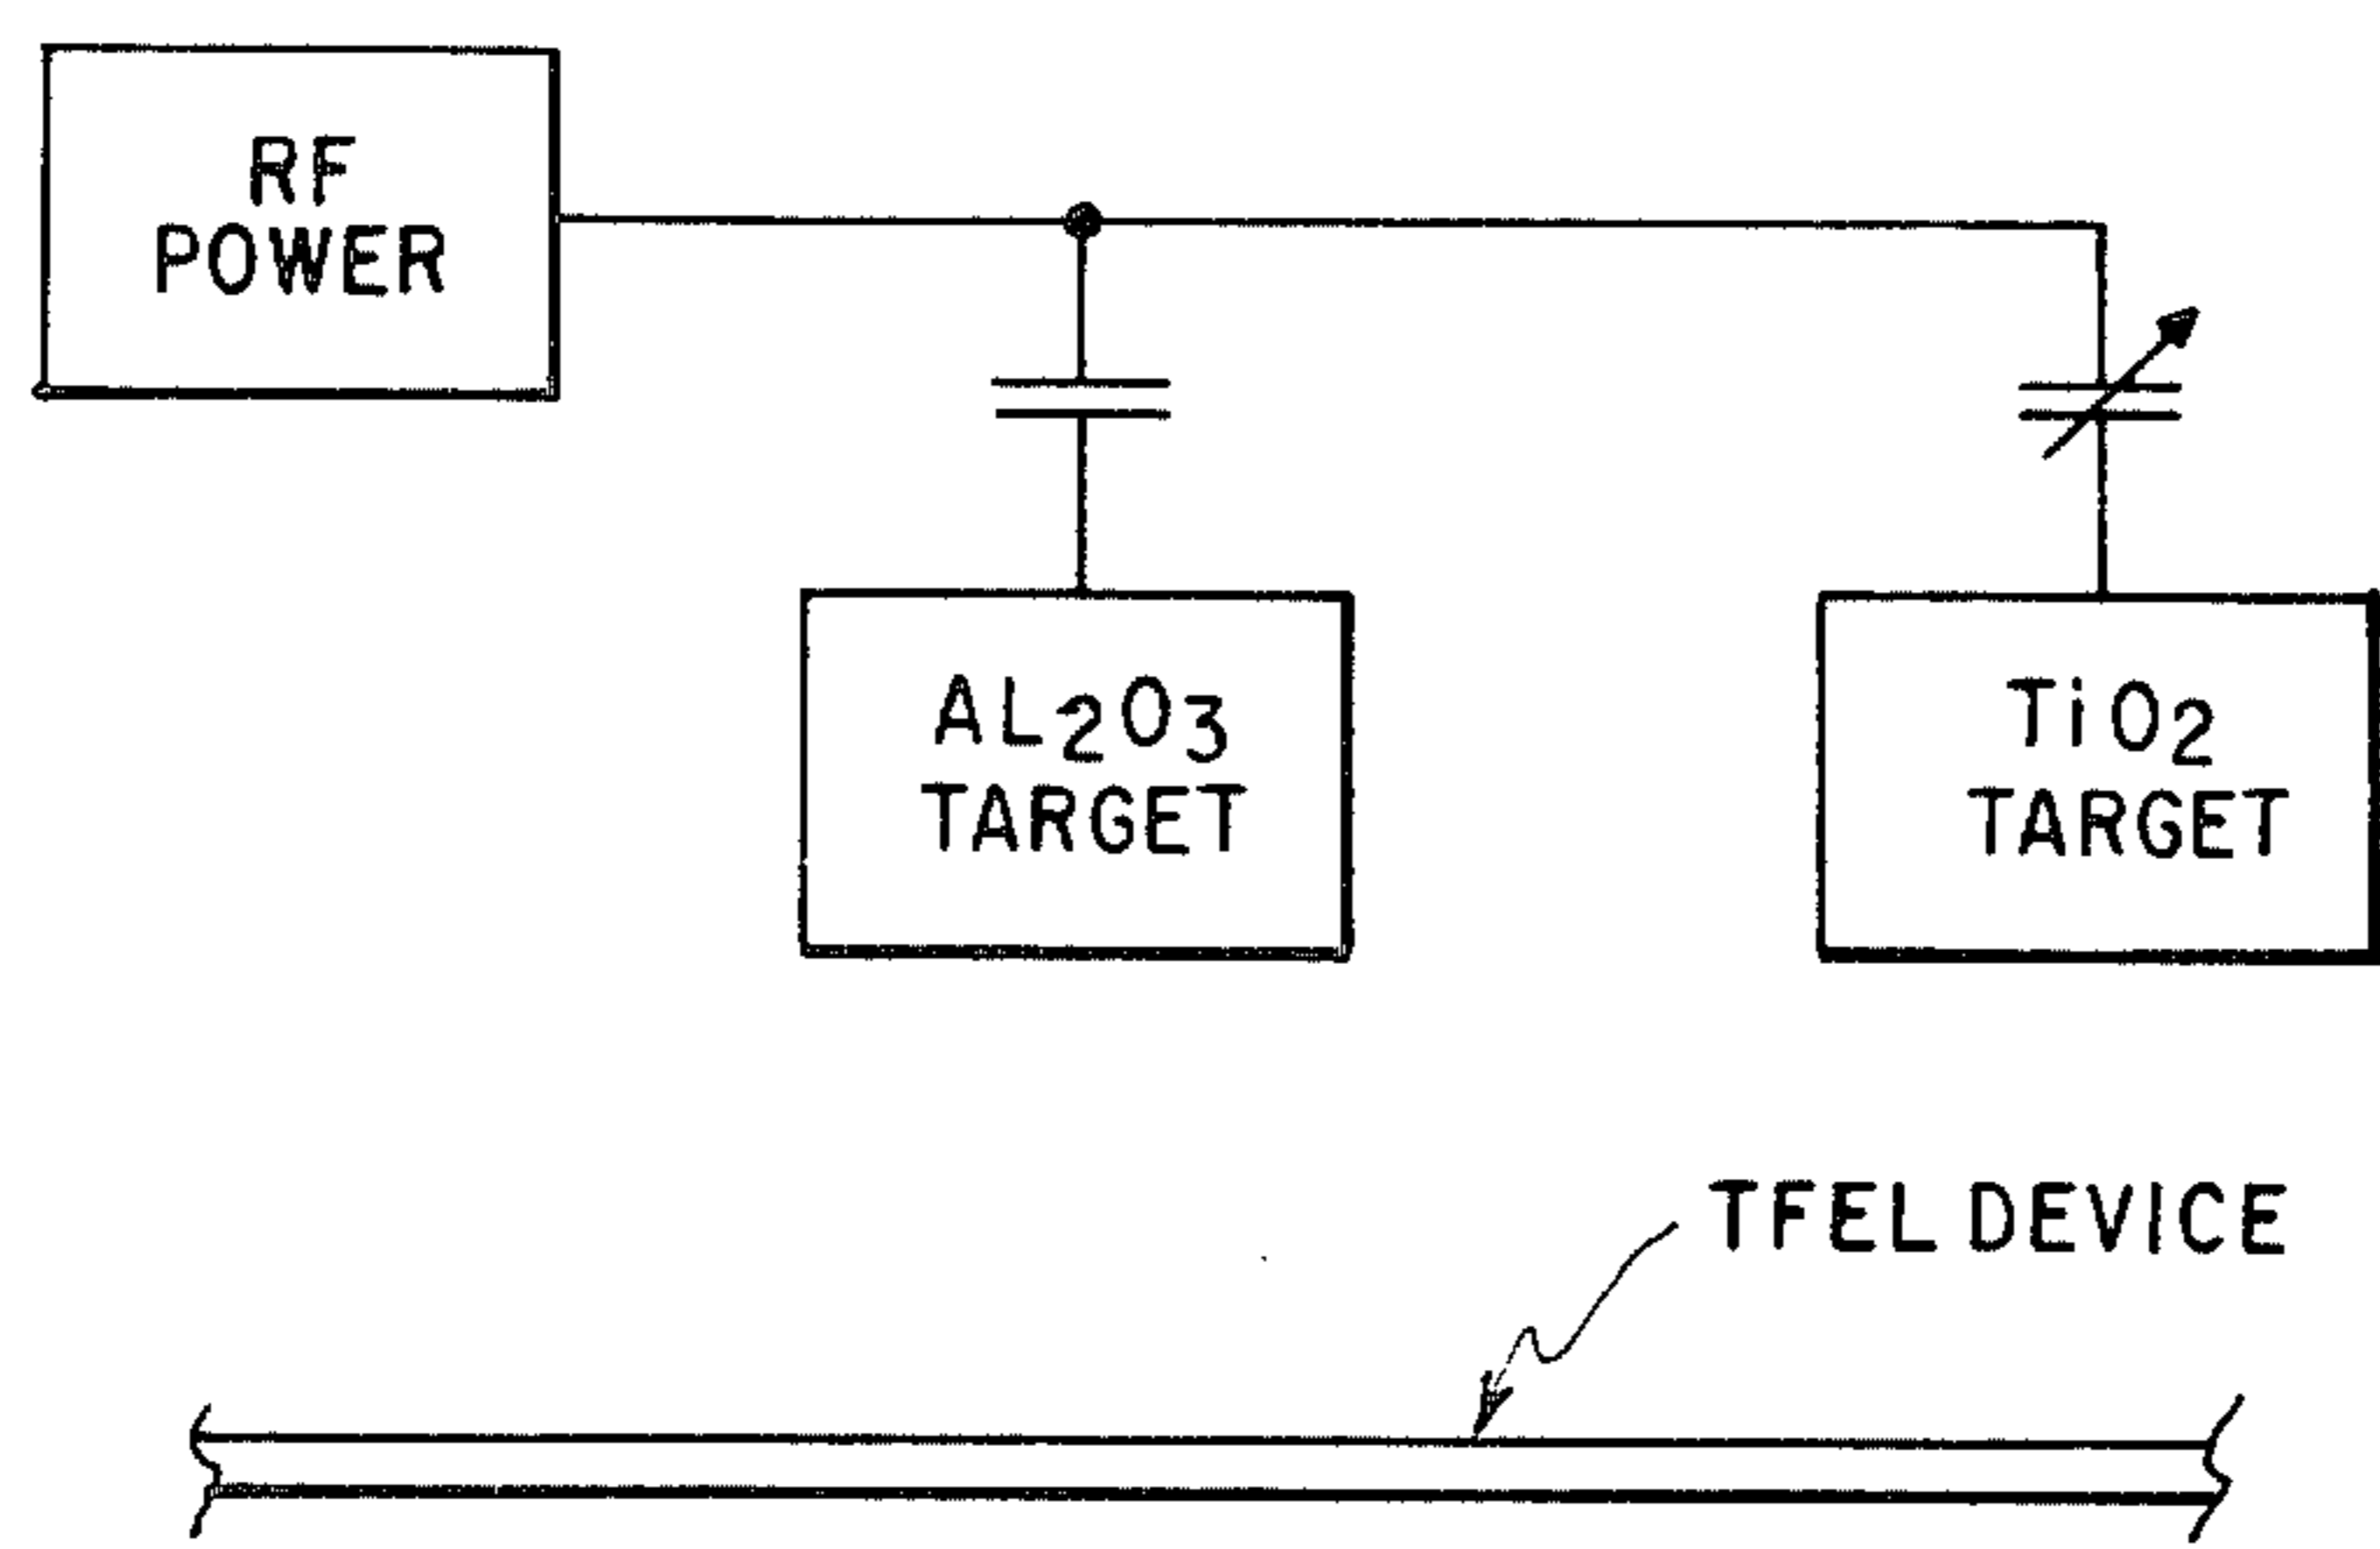 RF
POWER
AL2O3
TARGET
TiO2
TARGET
TFEL DEVICE